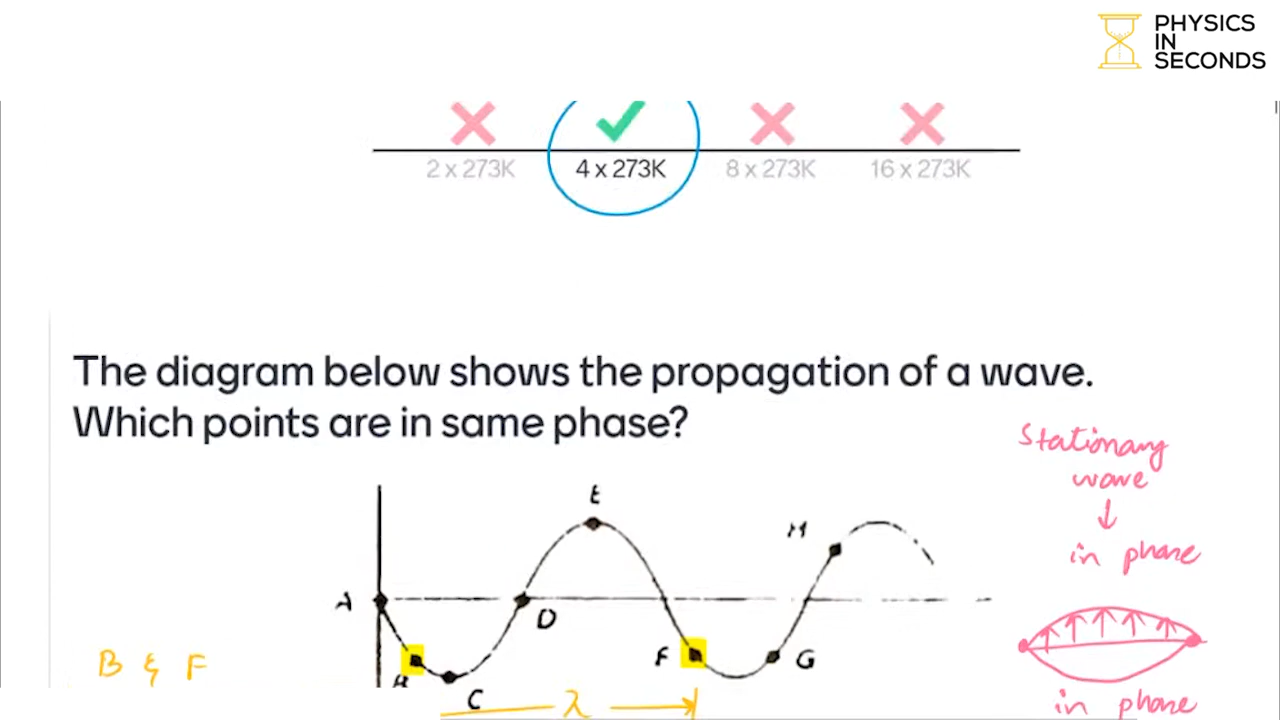 PHYSICS
IN
SECONDS
2 x 273K 4 x 273K 8 x 273K 16 x 273K
The diagram below shows the propagation of a wave.
Which points are in same phase?
Stationary
wave
↓
in phase
E
H
A
D
F
G
B & F
C
λ
in phase